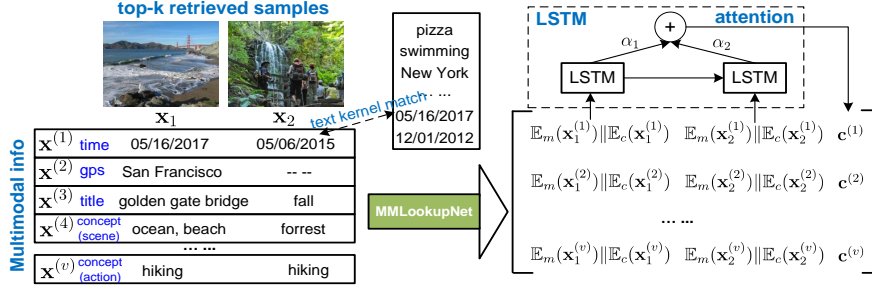 top-k retrieved samples
x₁ x₂
Multimodal info
x⁽¹⁾ time 05/16/2017 05/06/2015
x⁽²⁾ gps San Francisco -- --
x⁽³⁾ title golden gate bridge fall
x⁽⁴⁾ concept (scene) ocean, beach forrest
... ...
x⁽ᵛ⁾ concept (action) hiking hiking
text kernel match
pizza
swimming
New York
... ...
05/16/2017
12/01/2012
MMLookupNet
LSTM attention
+
α₁ α₂
LSTM LSTM
𝔼ₘ(x₁⁽¹⁾)‖𝔼c(x₁⁽¹⁾) 𝔼ₘ(x₂⁽¹⁾)‖𝔼c(x₂⁽¹⁾) c⁽¹⁾
𝔼ₘ(x₁⁽²⁾)‖𝔼c(x₁⁽²⁾) 𝔼ₘ(x₂⁽²⁾)‖𝔼c(x₂⁽²⁾) c⁽²⁾
... ...
𝔼ₘ(x₁⁽ᵛ⁾)‖𝔼c(x₁⁽ᵛ⁾) 𝔼ₘ(x₂⁽ᵛ⁾)‖𝔼c(x₂⁽ᵛ⁾) c⁽ᵛ⁾